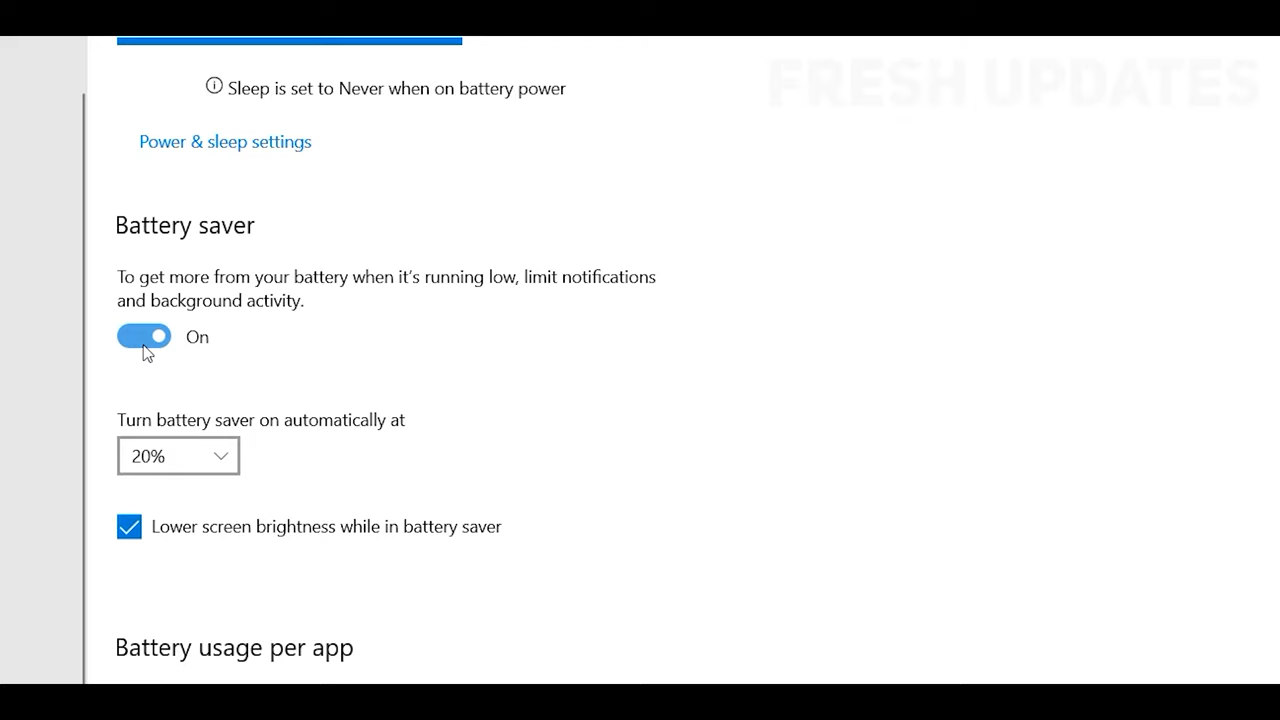 FRESH UPDATES
Sleep is set to Never when on battery power
Power & sleep settings
Battery saver
To get more from your battery when it's running low, limit notifications
and background activity.
On
Turn battery saver on automatically at
20%
Lower screen brightness while in battery saver
Battery usage per app